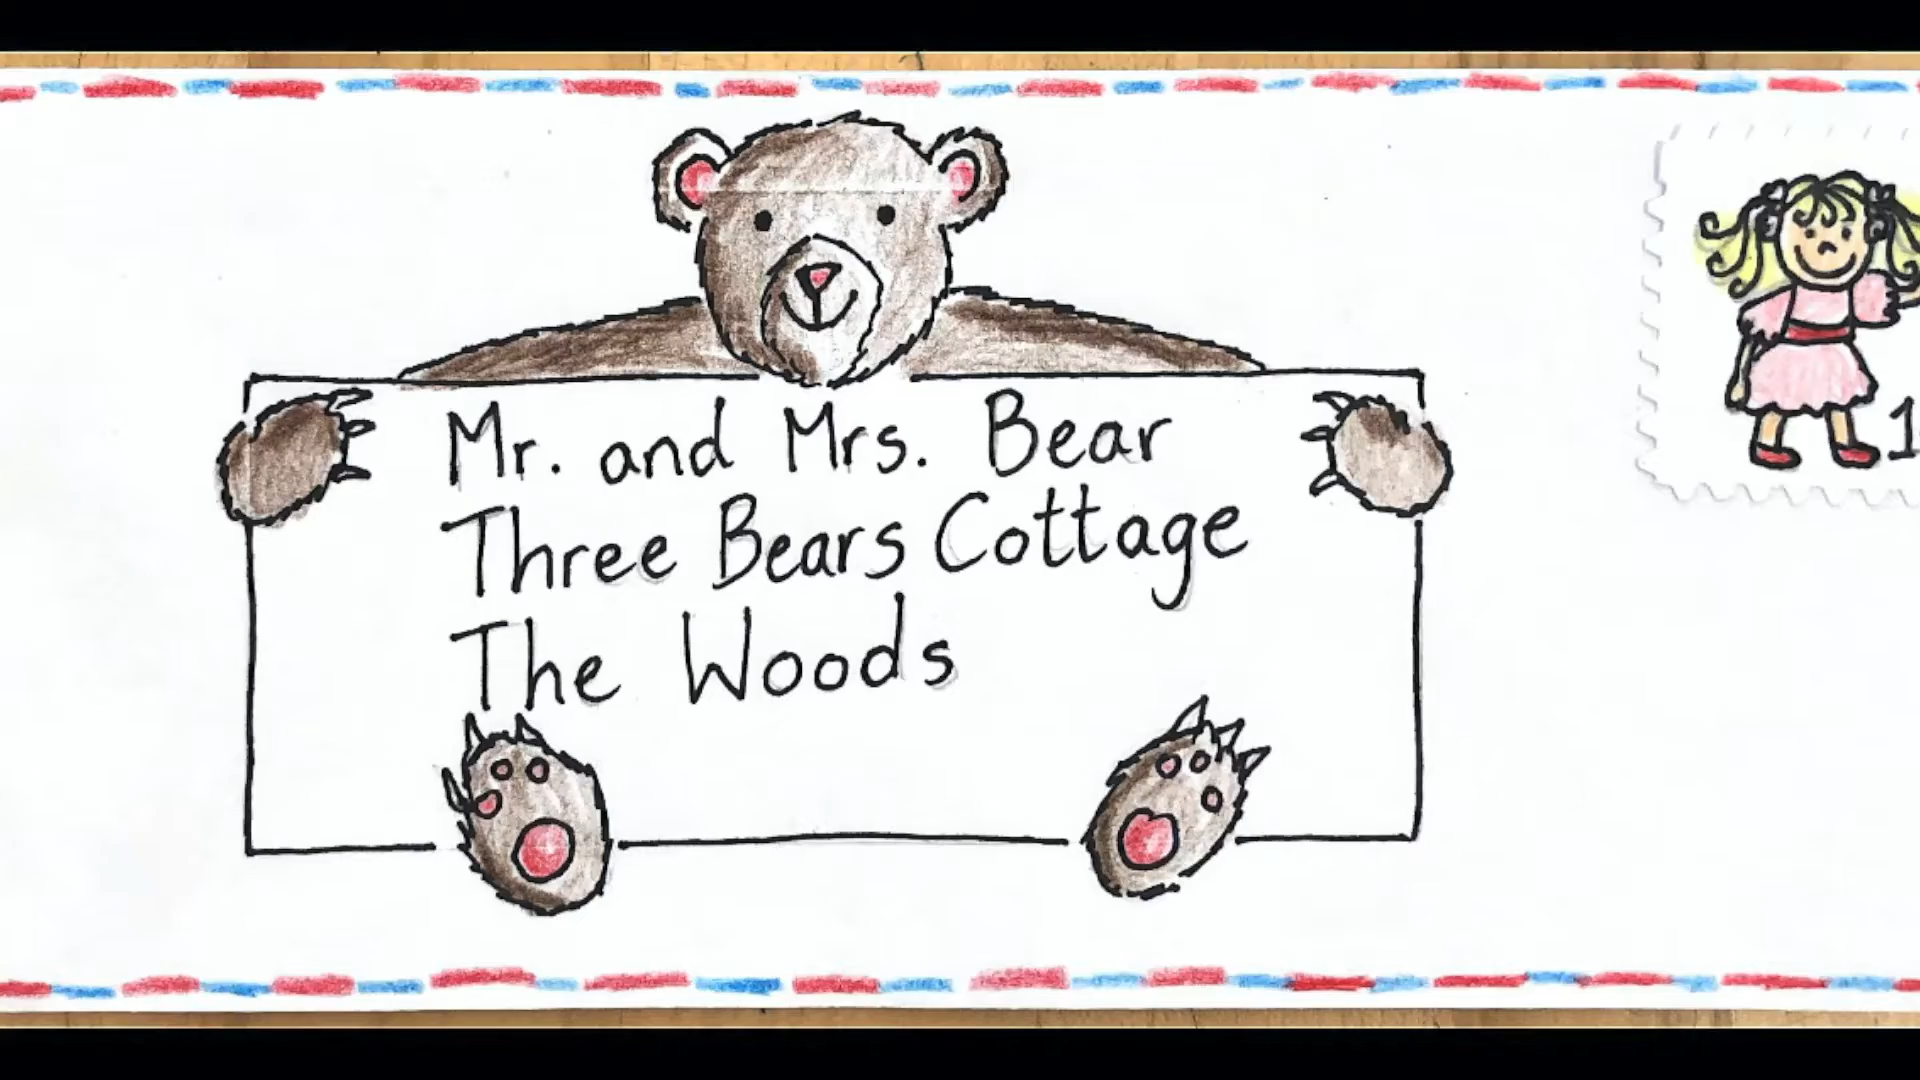 Mr. and Mrs. Bear
Three Bears Cottage
The Woods